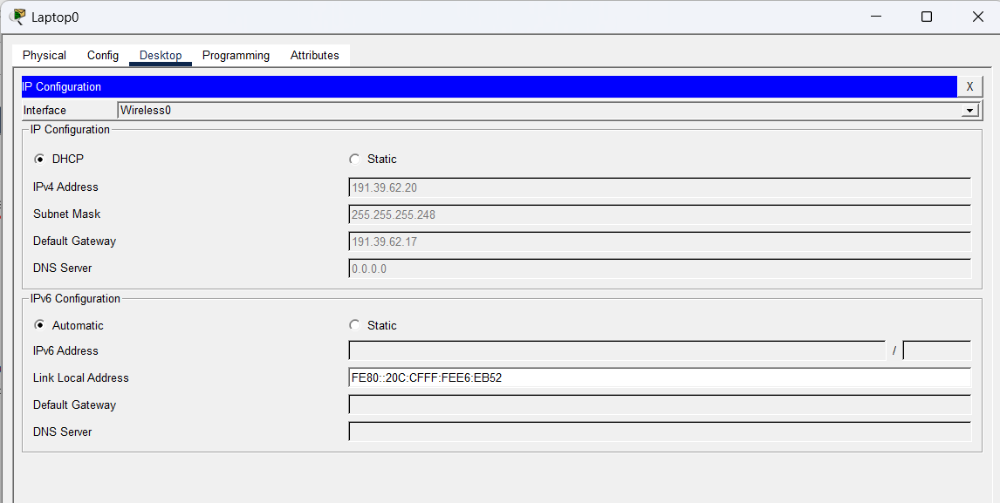 Laptop0
Physical Config Desktop Programming Attributes
IP Configuration X
Interface Wireless0
IP Configuration
DHCP Static
IPv4 Address 191.39.62.20
Subnet Mask 255.255.255.248
Default Gateway 191.39.62.17
DNS Server 0.0.0.0
IPv6 Configuration
Automatic Static
IPv6 Address /
Link Local Address FE80::20C:CFFF:FEE6:EB52
Default Gateway
DNS Server